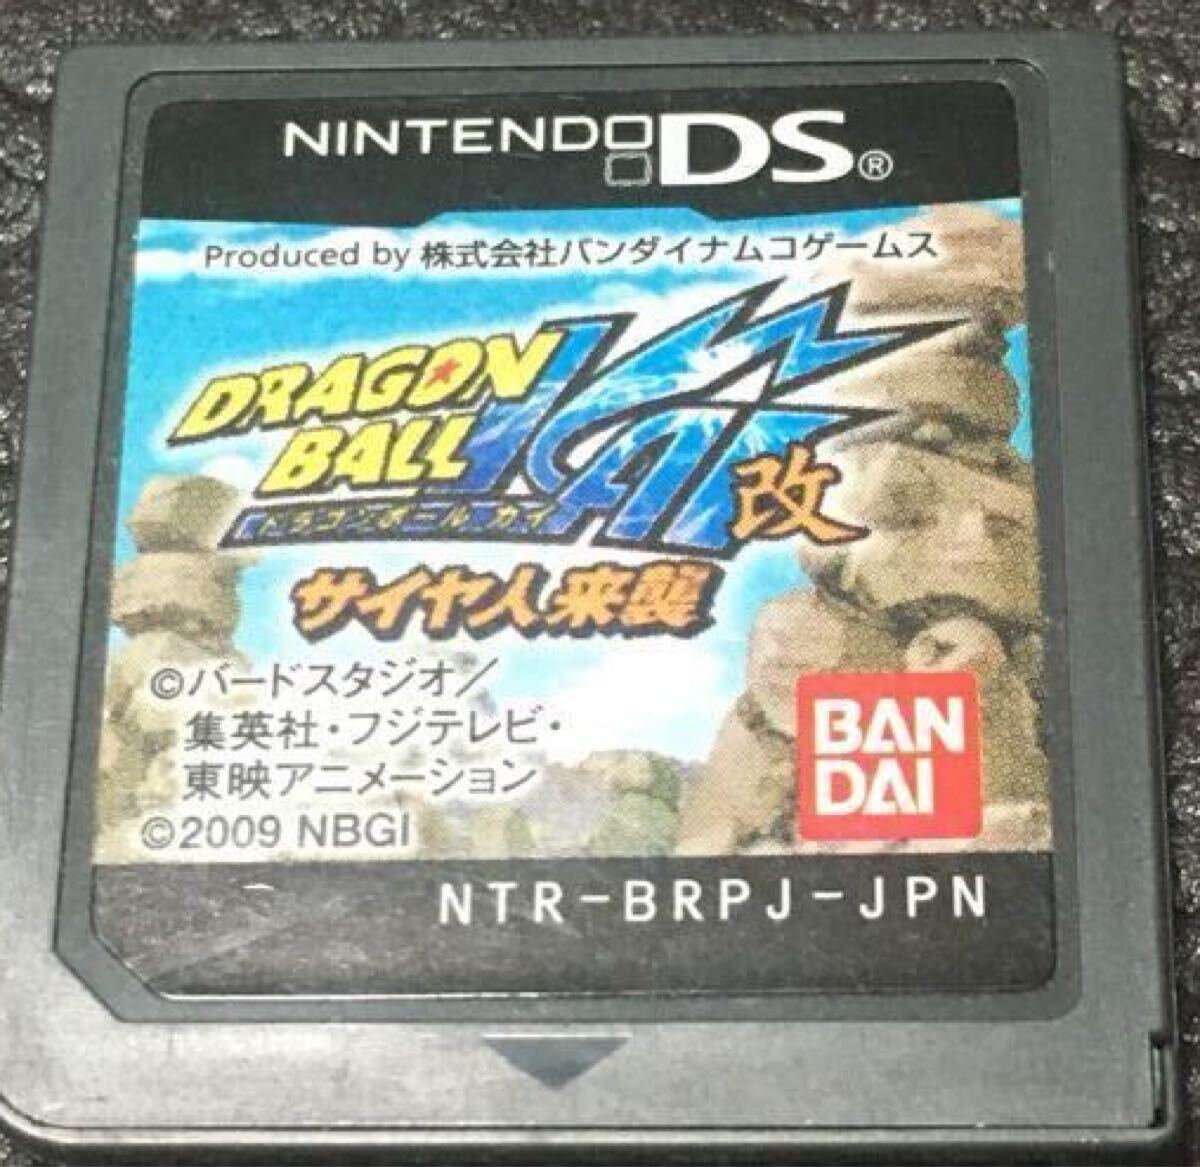 NINTENDO DS®
Produced by 株式会社バンダイナムコゲームス
DRAGON
BALL KAI 改
ドラゴンボール カイ
サイヤ人来襲
©バードスタジオ／
集英社・フジテレビ・
東映アニメーション
©2009 NBGI
BAN
DAI
NTR-BRPJ-JPN